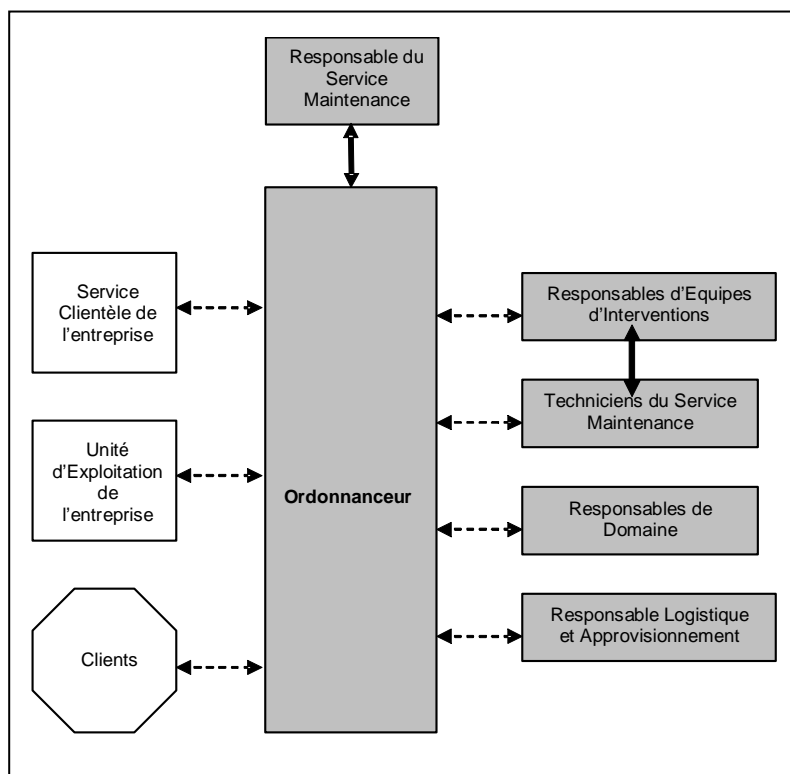 Responsable du
Service
Maintenance
Service
Clientèle de
l’entreprise
Unité
d’Exploitation
de
l’entreprise
Clients
Ordonnanceur
Responsables d’Equipes
d’Interventions
Techniciens du Service
Maintenance
Responsables de
Domaine
Responsable Logistique
et Approvisionnement